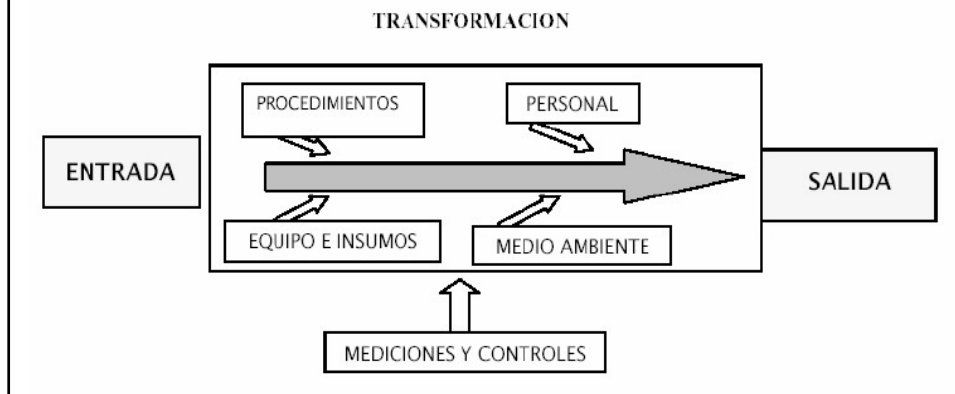 TRANSFORMACION
PROCEDIMIENTOS
PERSONAL
ENTRADA
SALIDA
EQUIPO E INSUMOS
MEDIO AMBIENTE
MEDICIONES Y CONTROLES